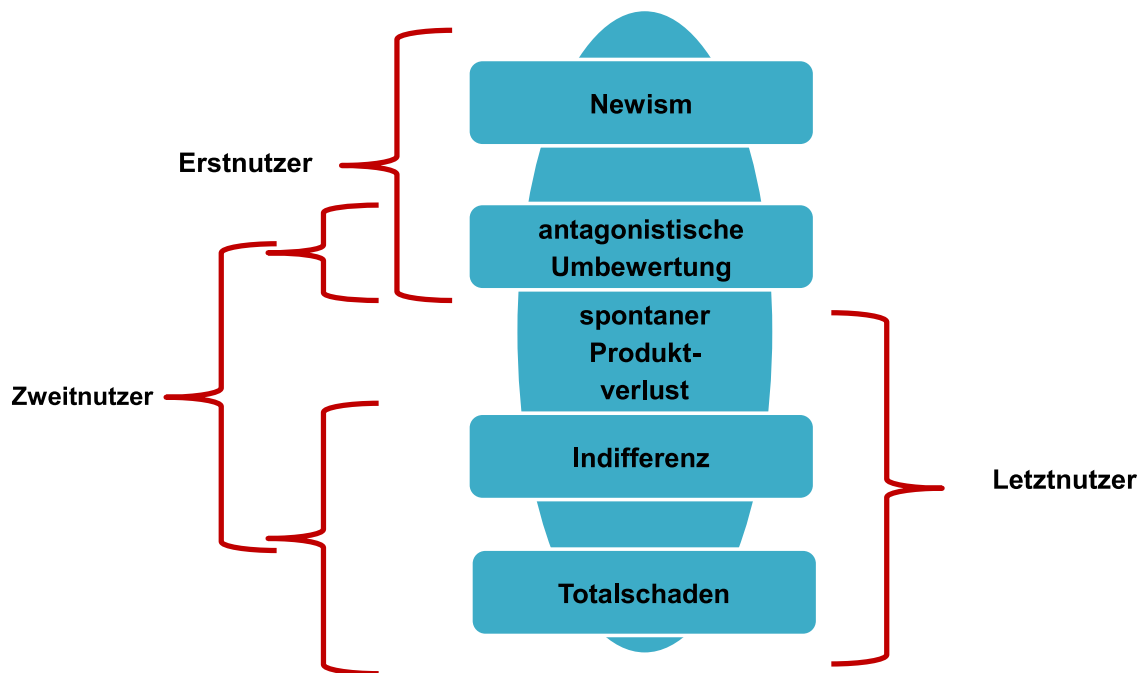 Newism
Erstnutzer
antagonistische
Umbewertung
spontaner
Produkt-
verlust
Zweitnutzer
Indifferenz
Letztnutzer
Totalschaden